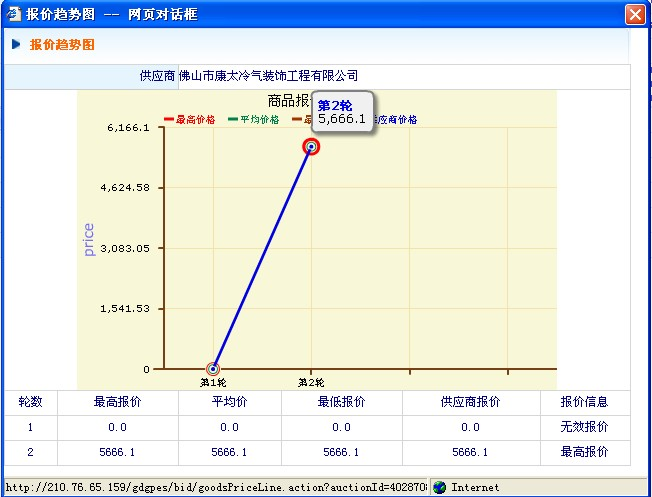 报价趋势图 -- 网页对话框
报价趋势图
供应商 佛山市康太冷气装饰工程有限公司
商品报
第2轮
5,666.1
最高价格 平均价格 应商价格
6,166.1
4,624.58
3,083.05
1,541.53
0
price
第1轮 第2轮
轮数 最高报价 平均价 最低报价 供应商报价 报价信息
1 0.0 0.0 0.0 0.0 无效报价
2 5666.1 5666.1 5666.1 5666.1 最高报价
http://210.76.65.159/gdgpes/bid/goodsPriceLine.action?auctionId=402870 Internet